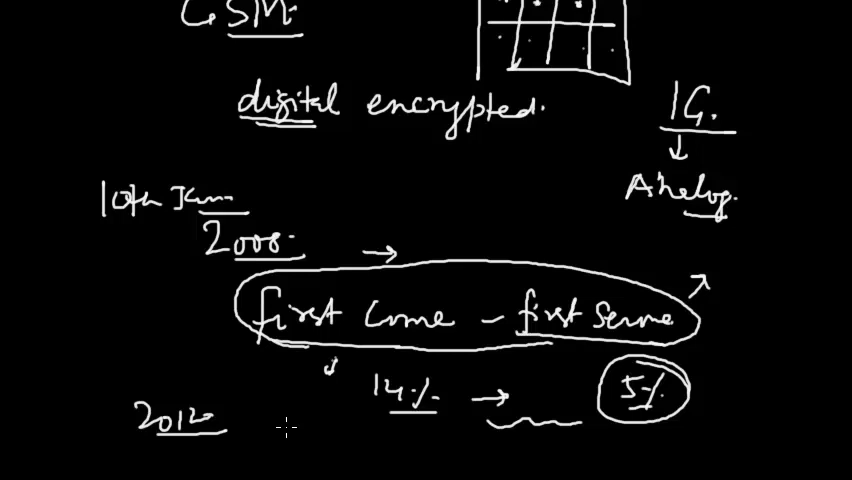 GSM.
digital encrypted.
1G.
Analog.
10th Jan
2008.
first Come - first Serve
14% 5%
2012